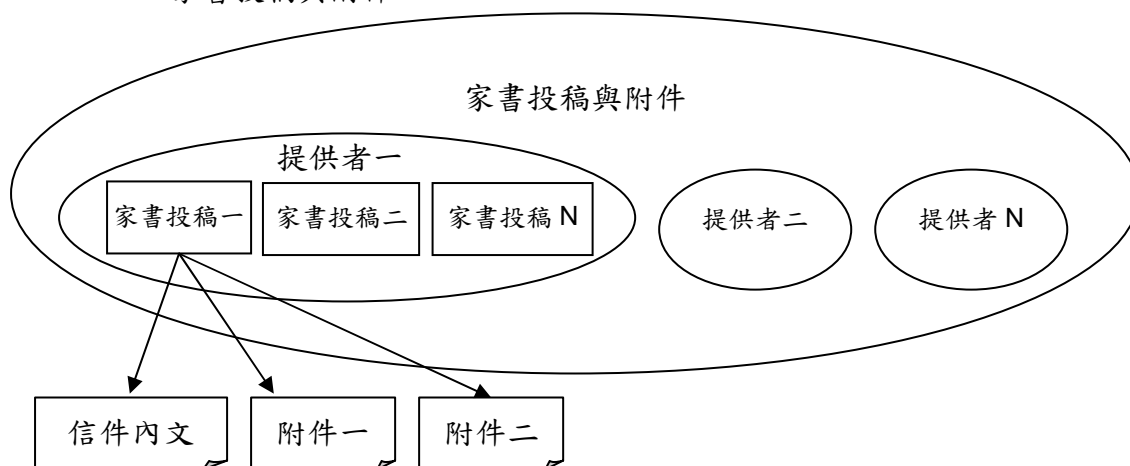 家書投稿與附件
提供者一
家書投稿一 家書投稿二 家書投稿 N
提供者二 提供者 N
信件內文 附件一 附件二